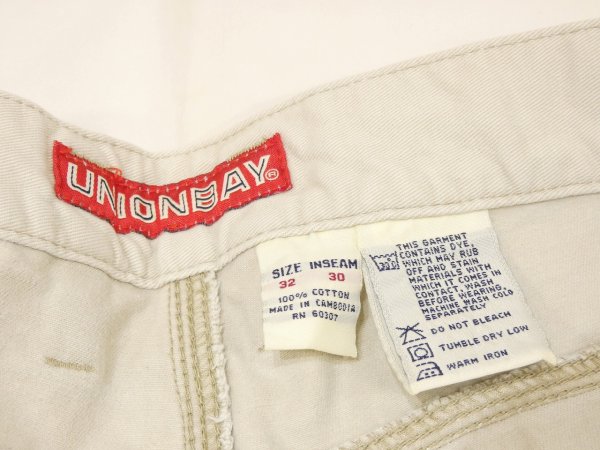 UNIONBAY®
SIZE INSEAM
32 30
100% COTTON
MADE IN CAMBODIA
RN 60307
THIS GARMENT
CONTAINS DYE,
WHICH MAY RUB
OFF AND STAIN
MATERIALS WITH
WHICH IT COMES IN
CONTACT. WASH
BEFORE WEARING.
MACHINE WASH COLD
SEPARATELY
DO NOT BLEACH
TUMBLE DRY LOW
WARM IRON